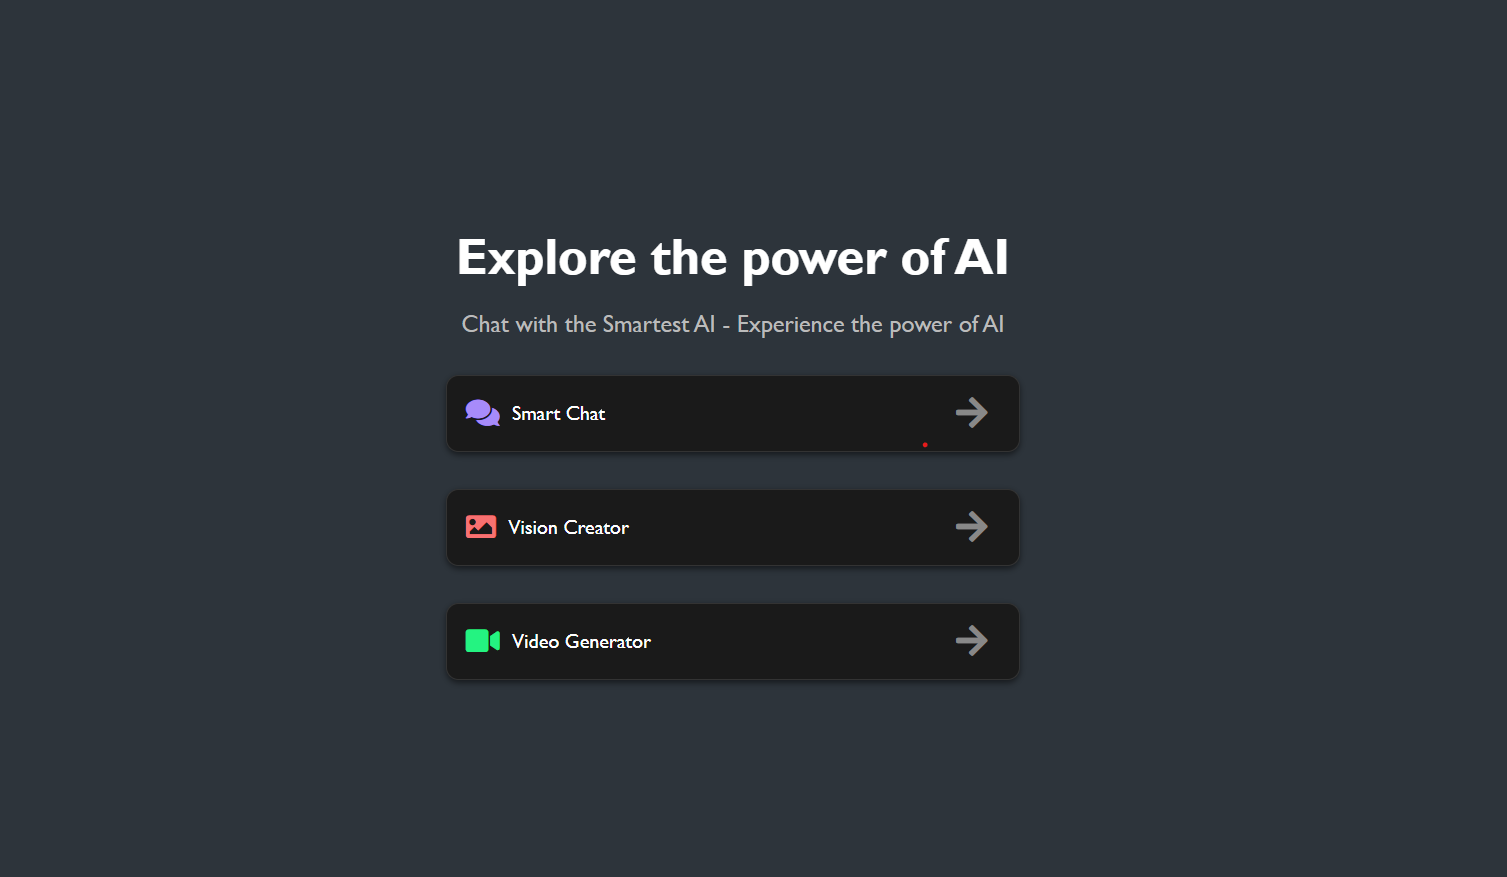 Explore the power of AI
Chat with the Smartest AI - Experience the power of AI
Smart Chat
Vision Creator
Video Generator